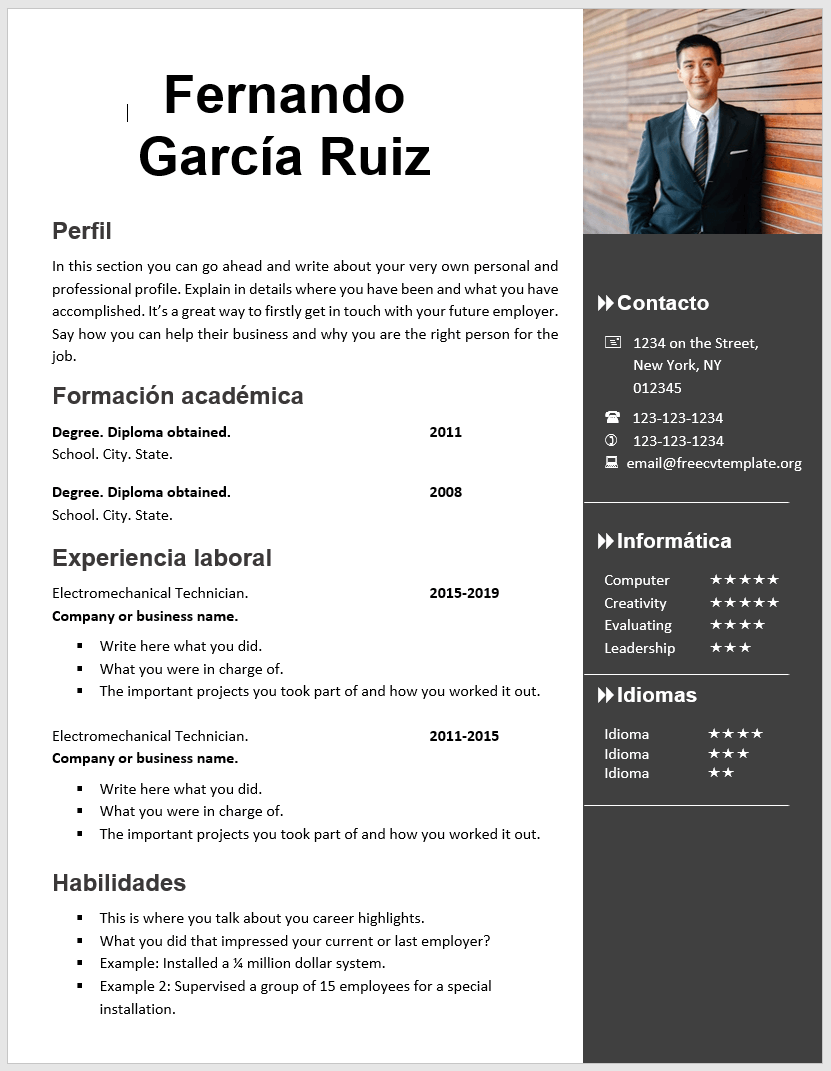 Fernando
García Ruiz
Perfil
In this section you can go ahead and write about your very own personal and
professional profile. Explain in details where you have been and what you have
accomplished. It’s a great way to firstly get in touch with your future employer.
Say how you can help their business and why you are the right person for the
job.
Formación académica
Degree. Diploma obtained. 2011
School. City. State.
Degree. Diploma obtained. 2008
School. City. State.
Experiencia laboral
Electromechanical Technician. 2015-2019
Company or business name.
▪ Write here what you did.
▪ What you were in charge of.
▪ The important projects you took part of and how you worked it out.
Electromechanical Technician. 2011-2015
Company or business name.
▪ Write here what you did.
▪ What you were in charge of.
▪ The important projects you took part of and how you worked it out.
Habilidades
▪ This is where you talk about you career highlights.
▪ What you did that impressed your current or last employer?
▪ Example: Installed a ¼ million dollar system.
▪ Example 2: Supervised a group of 15 employees for a special
installation.
Contacto
1234 on the Street,
New York, NY
012345
123-123-1234
123-123-1234
email@freecvtemplate.org
Informática
Computer ★★★★★
Creativity ★★★★★
Evaluating ★★★★
Leadership ★★★
Idiomas
Idioma ★★★★
Idioma ★★★
Idioma ★★